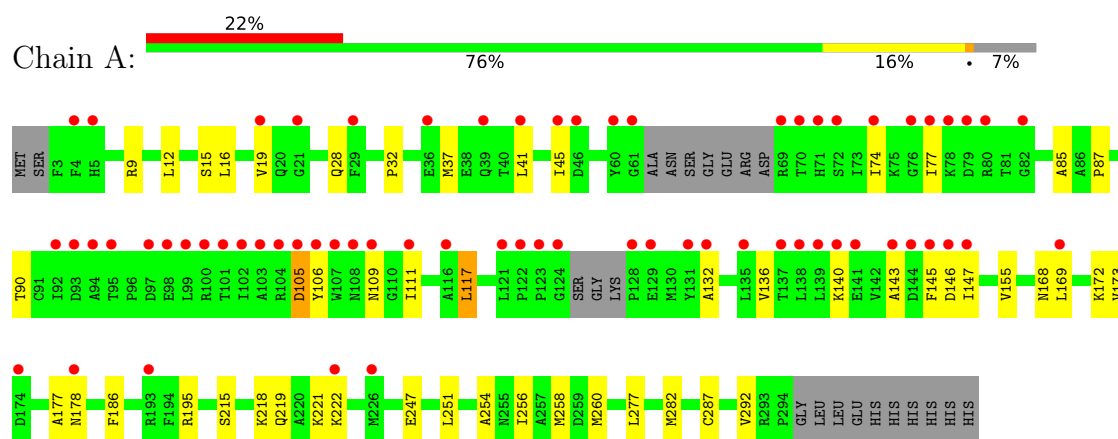 22%
Chain A:
76% 16% • 7%
MET SER F3 F4 H5 R9 L12 S15 L16 V19 Q20 G21 Q28 F29 P32 E36 M37 E38 Q39 T40 L41 I45 D46 Y60 G61 ALA ASN SER GLY GLU ARG ASP R69 T70 H71 S72 I73 I74 K75 G76 I77 K78 D79 R80 T81 G82 A85 A86 P87
T90 C91 I92 D93 A94 T95 P96 D97 E98 L99 R100 T101 I102 A103 R104 D105 Y106 W107 N108 N109 G110 I111 A116 L117 L121 P122 P123 G124 SER GLY LYS P128 E129 M130 Y131 A132 L135 V136 T137 L138 L139 K140 E141 V142 A143 D144 F145 D146 I147 V155 N168 L169 K172 V173
D174 A177 N178 F186 R193 F194 R195 S215 K218 Q219 A220 K221 K222 M226 E247 L251 A254 N255 I256 A257 M258 D259 M260 L277 M282 C287 V292 R293 P294 GLY LEU LEU GLU HIS HIS HIS HIS HIS HIS